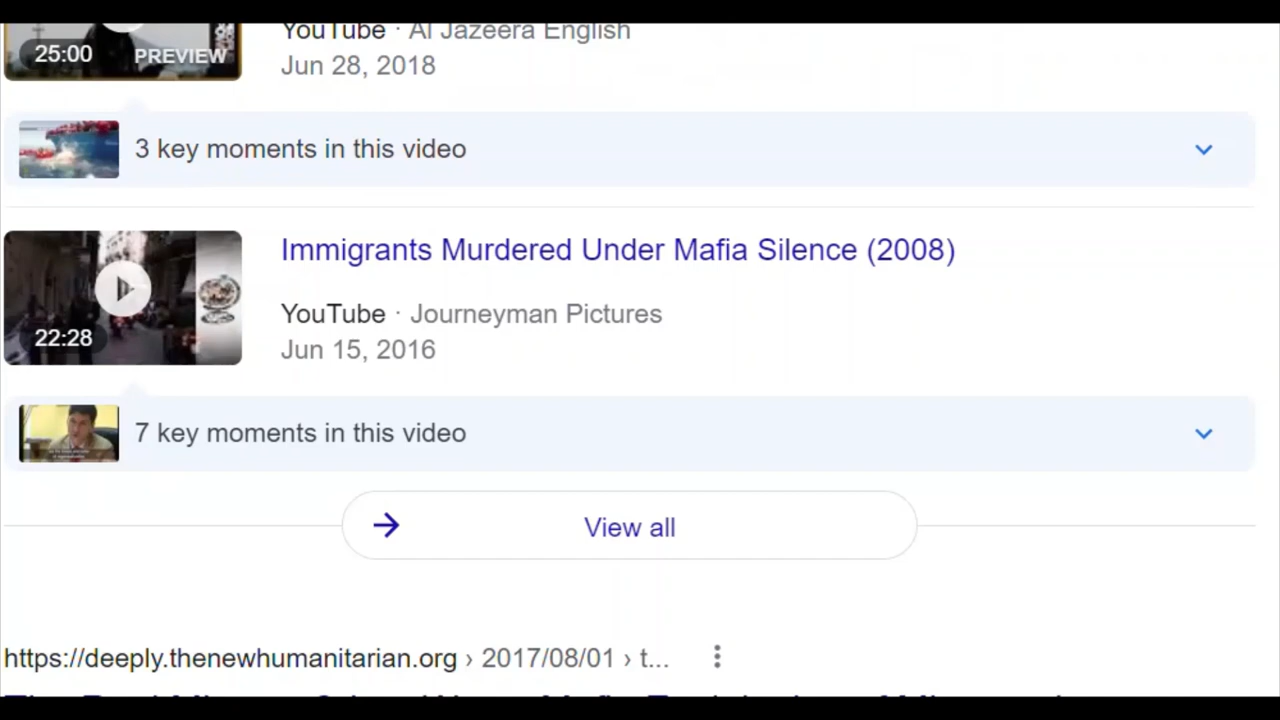 YouTube · Al Jazeera English
25:00
PREVIEW
Jun 28, 2018
3 key moments in this video
Immigrants Murdered Under Mafia Silence (2008)
YouTube · Journeyman Pictures
22:28
Jun 15, 2016
7 key moments in this video
View all
https://deeply.thenewhumanitarian.org › 2017/08/01 › t...